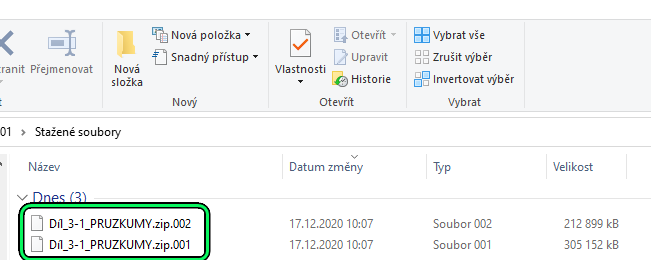 Nová položka
Otevřít
Vybrat vše
Snadný přístup
Upravit
Zrušit výběr
Přejmenovat
Nová
složka
Vlastnosti
Historie
Invertovat výběr
Nový
Otevřít
Vybrat
01 > Stažené soubory
Název Datum změny Typ Velikost
Dnes (3)
Díl_3-1_PRUZKUMY.zip.002 17.12.2020 10:07 Soubor 002 212 899 kB
Díl_3-1_PRUZKUMY.zip.001 17.12.2020 10:07 Soubor 001 305 152 kB